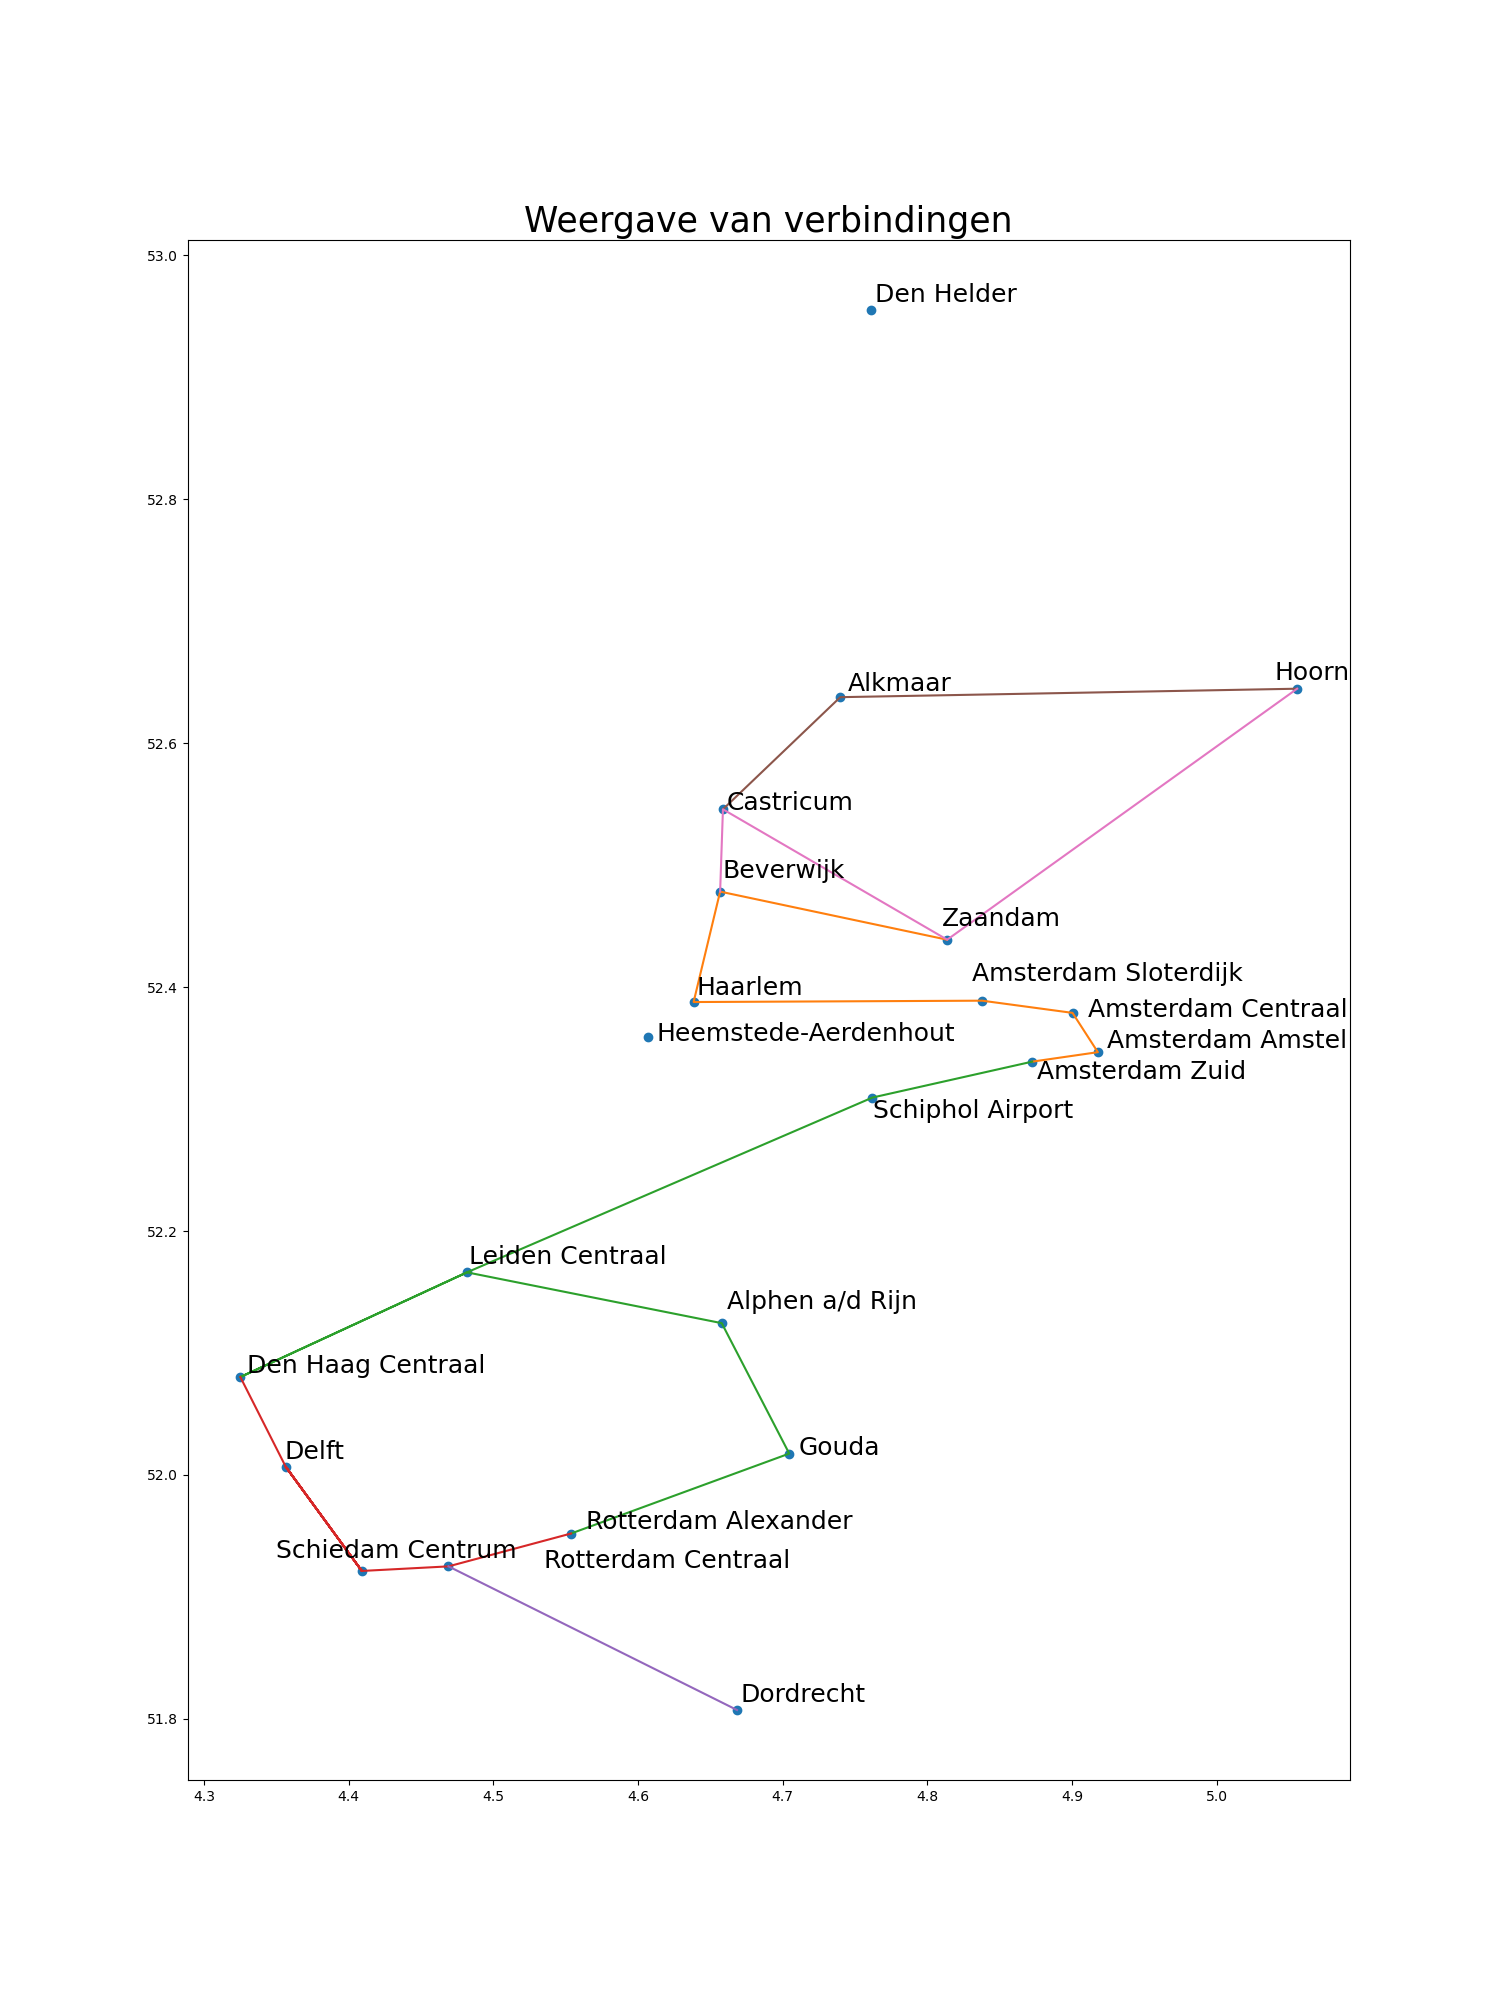 Weergave van verbindingen
53.0
Den Helder
52.8
Hoorn
Alkmaar
52.6
Castricum
Beverwijk
Zaandam
Amsterdam Sloterdijk
52.4
Haarlem
Amsterdam Centraal
Heemstede-Aerdenhout
Amsterdam Amstel
Amsterdam Zuid
Schiphol Airport
52.2
Leiden Centraal
Alphen a/d Rijn
Den Haag Centraal
Gouda
Delft
52.0
Rotterdam Alexander
Schiedam Centrum
Rotterdam Centraal
Dordrecht
51.8
4.3 4.4 4.5 4.6 4.7 4.8 4.9 5.0